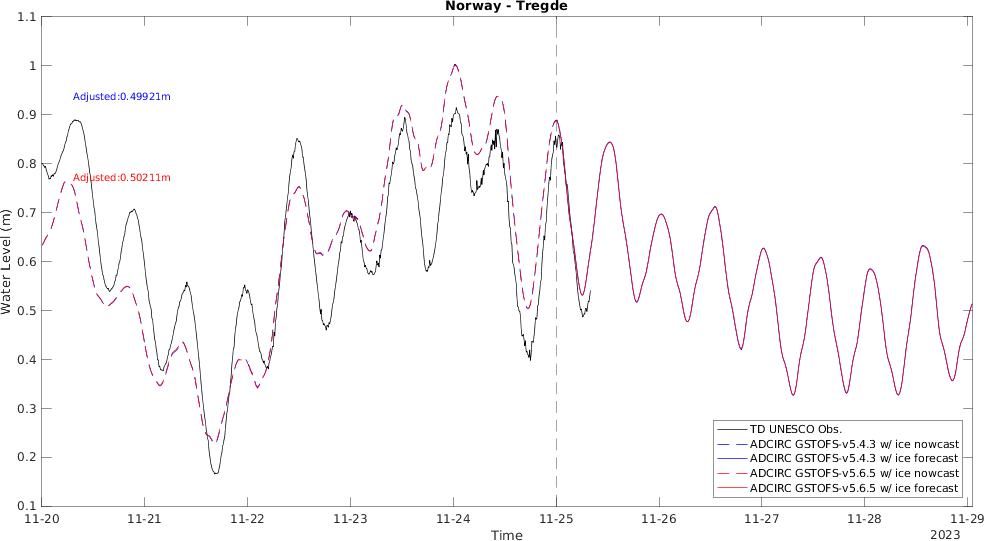 Norway - Tregde
1.1
1
0.9
0.8
0.7
0.6
0.5
0.4
0.3
0.2
0.1
Water Level (m)
Adjusted:0.49921m
Adjusted:0.50211m
TD UNESCO Obs.
ADCIRC GSTOFS-v5.4.3 w/ ice nowcast
ADCIRC GSTOFS-v5.4.3 w/ ice forecast
ADCIRC GSTOFS-v5.6.5 w/ ice nowcast
ADCIRC GSTOFS-v5.6.5 w/ ice forecast
11-20 11-21 11-22 11-23 11-24 11-25 11-26 11-27 11-28 11-29
Time
2023